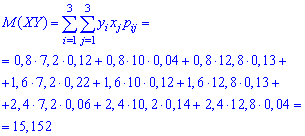 M(XY) = ∑_{i=1}^{3} ∑_{j=1}^{3} y_i x_j p_{ij} =
= 0,8·7,2·0,12+0,8·10·0,04+0,8·12,8·0,13+
+1,6·7,2·0,22+1,6·10·0,12+1,6·12,8·0,13+
+2,4·7,2·0,06+2,4·10,2·0,14+2,4·12,8·0,04 =
= 15,152